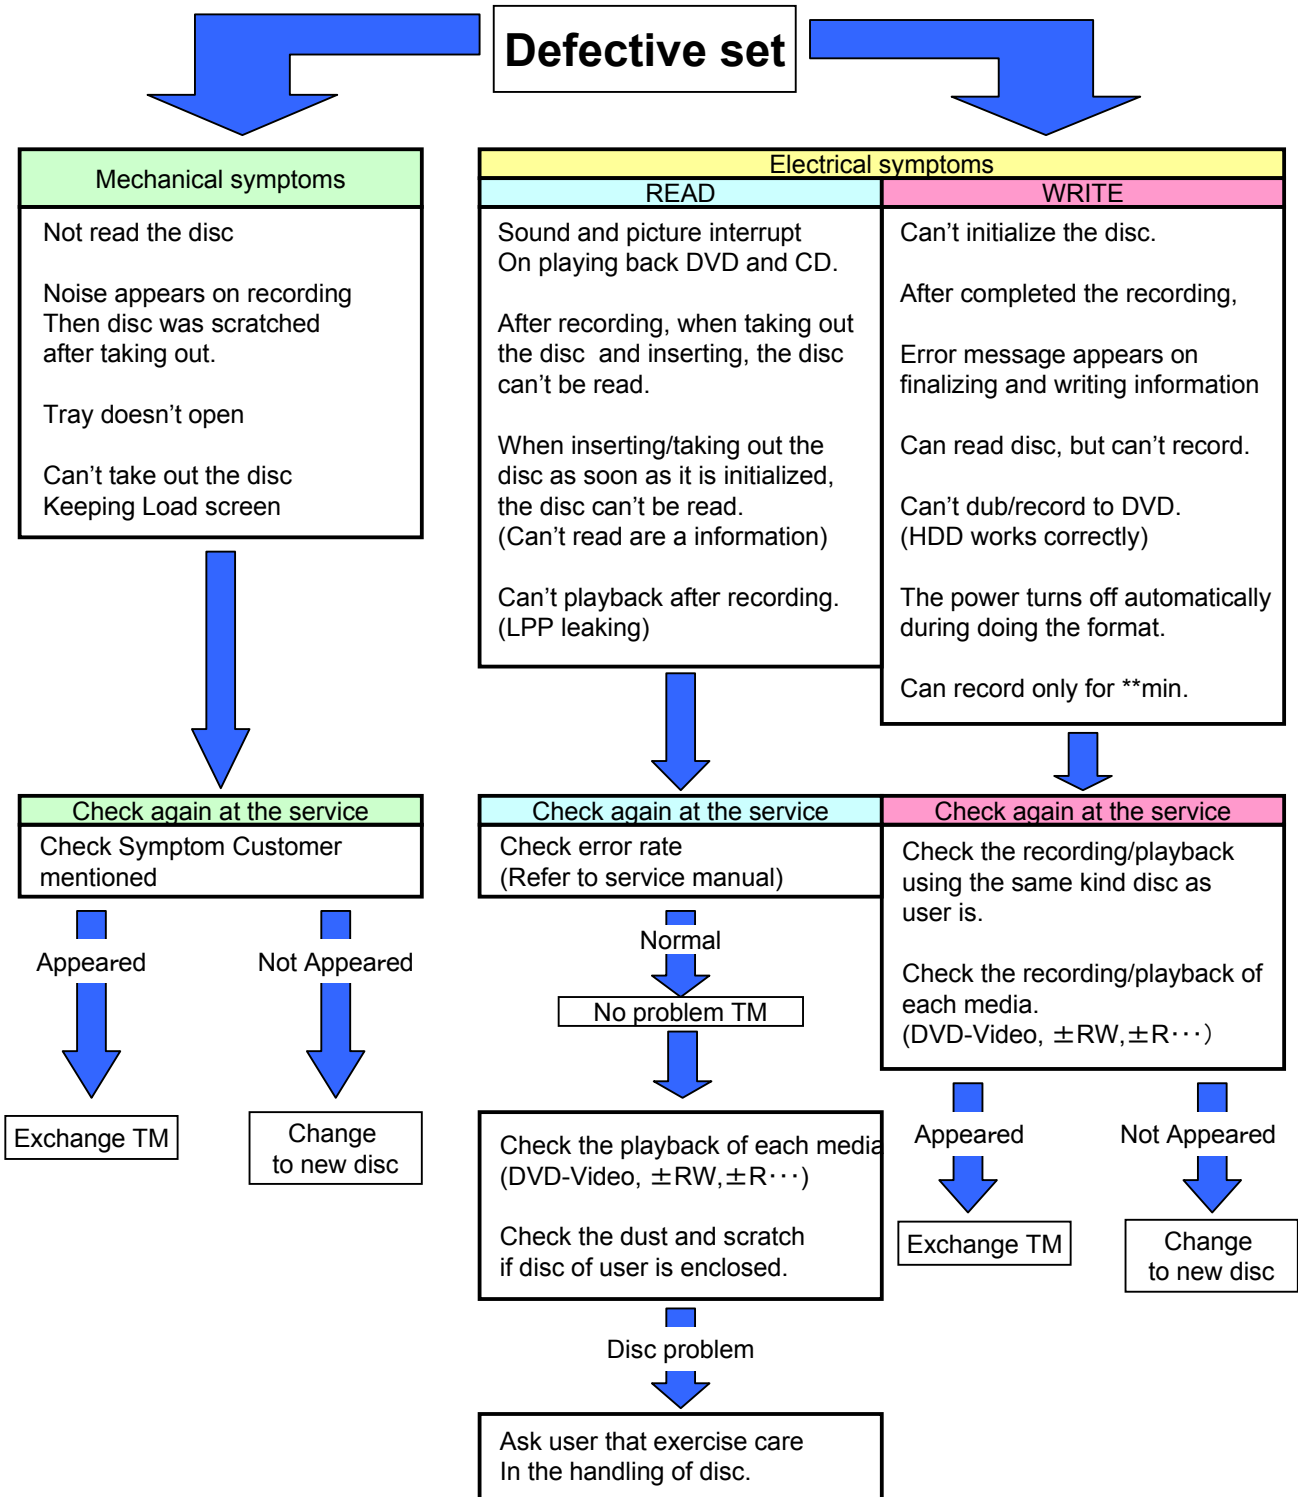 Defective set
Mechanical symptoms
Not read the disc
Noise appears on recording
Then disc was scratched
after taking out.
Tray doesn’t open
Can’t take out the disc
Keeping Load screen
Electrical symptoms
READ
Sound and picture interrupt
On playing back DVD and CD.
After recording, when taking out
the disc and inserting, the disc
can’t be read.
When inserting/taking out the
disc as soon as it is initialized,
the disc can’t be read.
(Can’t read are a information)
Can’t playback after recording.
(LPP leaking)
WRITE
Can’t initialize the disc.
After completed the recording,
Error message appears on
finalizing and writing information
Can read disc, but can’t record.
Can’t dub/record to DVD.
(HDD works correctly)
The power turns off automatically
during doing the format.
Can record only for **min.
Check again at the service
Check Symptom Customer
mentioned
Appeared
Not Appeared
Exchange TM
Change
to new disc
Check again at the service
Check error rate
(Refer to service manual)
Normal
No problem TM
Check the playback of each media
(DVD-Video, ±RW,±R···)
Check the dust and scratch
if disc of user is enclosed.
Disc problem
Ask user that exercise care
In the handling of disc.
Check again at the service
Check the recording/playback
using the same kind disc as
user is.
Check the recording/playback of
each media.
(DVD-Video, ±RW,±R···)
Appeared
Not Appeared
Exchange TM
Change
to new disc